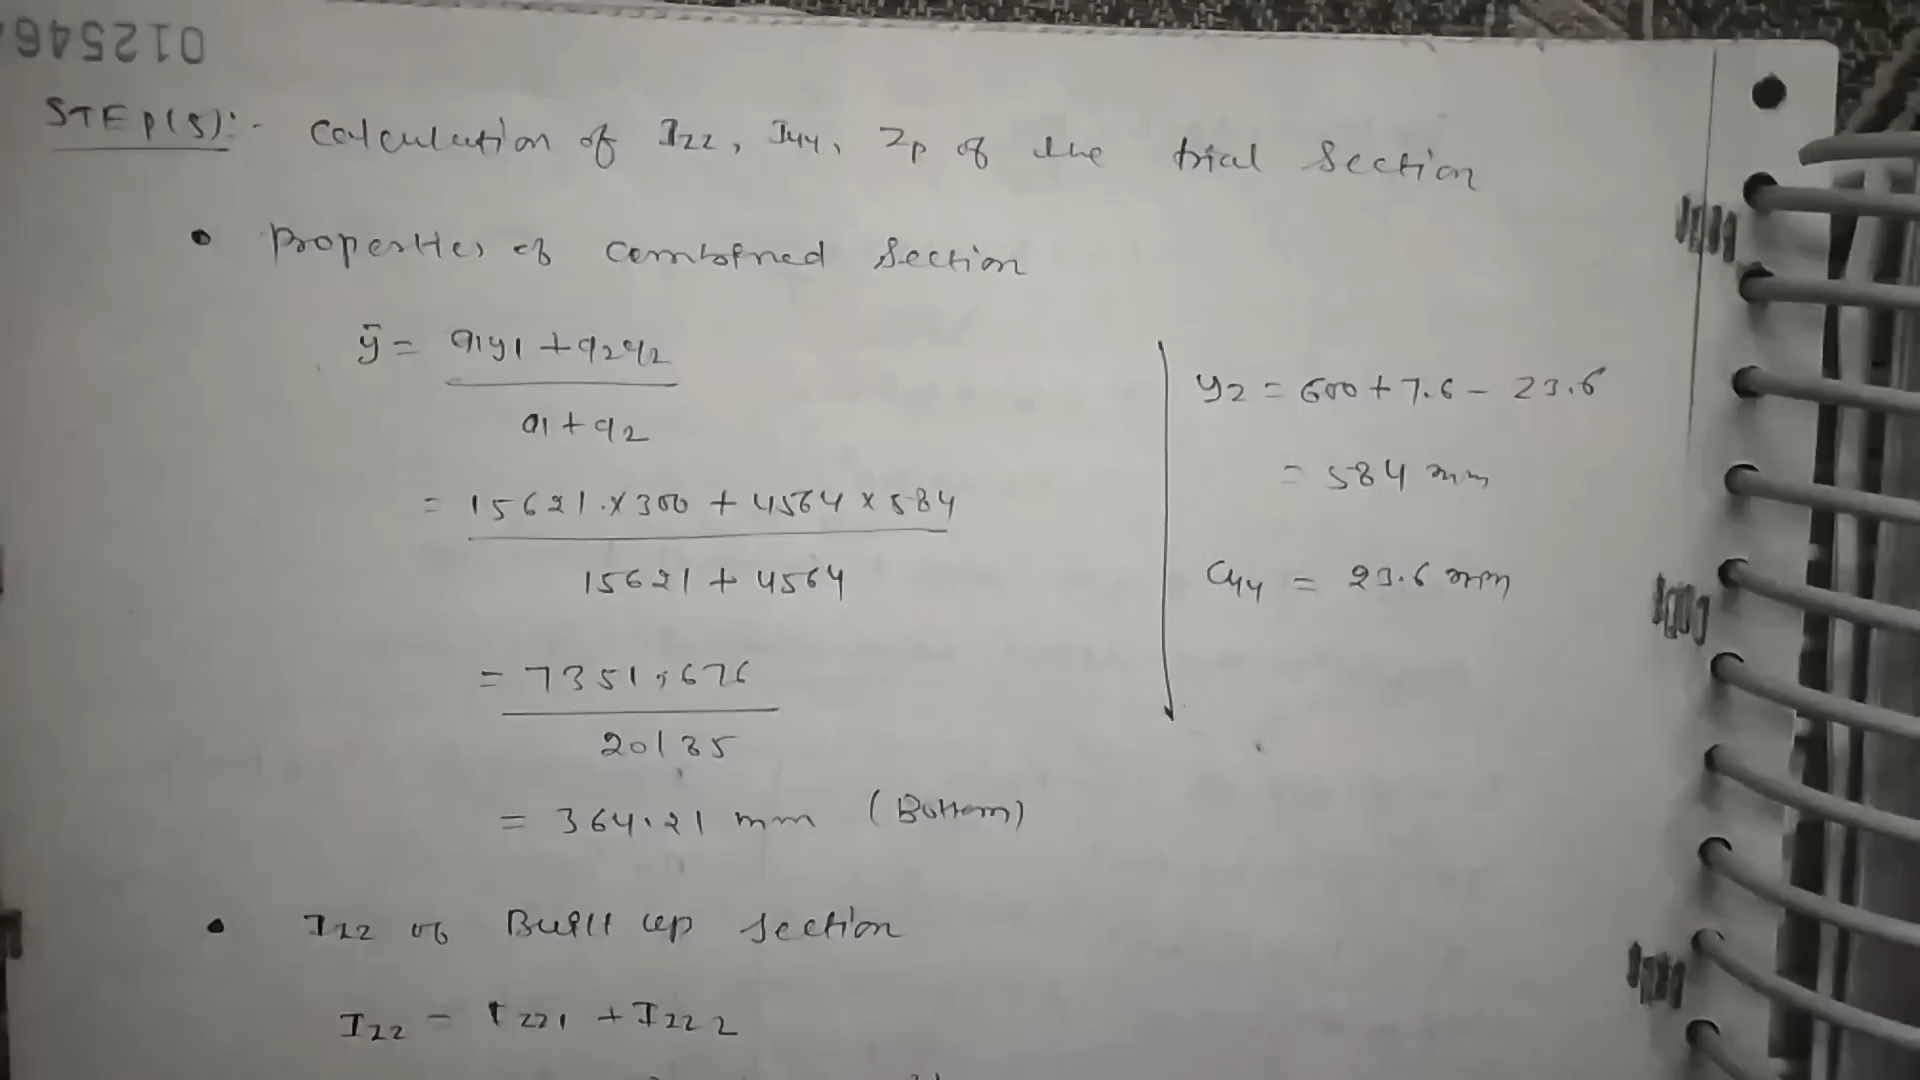 012546
STEP(5):- Calculation of Izz, Iyy, Zp of the trial Section
• Properties of combined Section
ȳ = a1y1 + a2y2
a1 + a2
= 15621 × 300 + 4564 × 584
15621 + 4564
= 7351,676
20185
= 364.21 mm (Bottom)
y2 = 600 + 7.6 - 23.6
= 584 mm
Cyy = 23.6 mm
• Izz of Built up section
Izz = Izz1 + Izz2